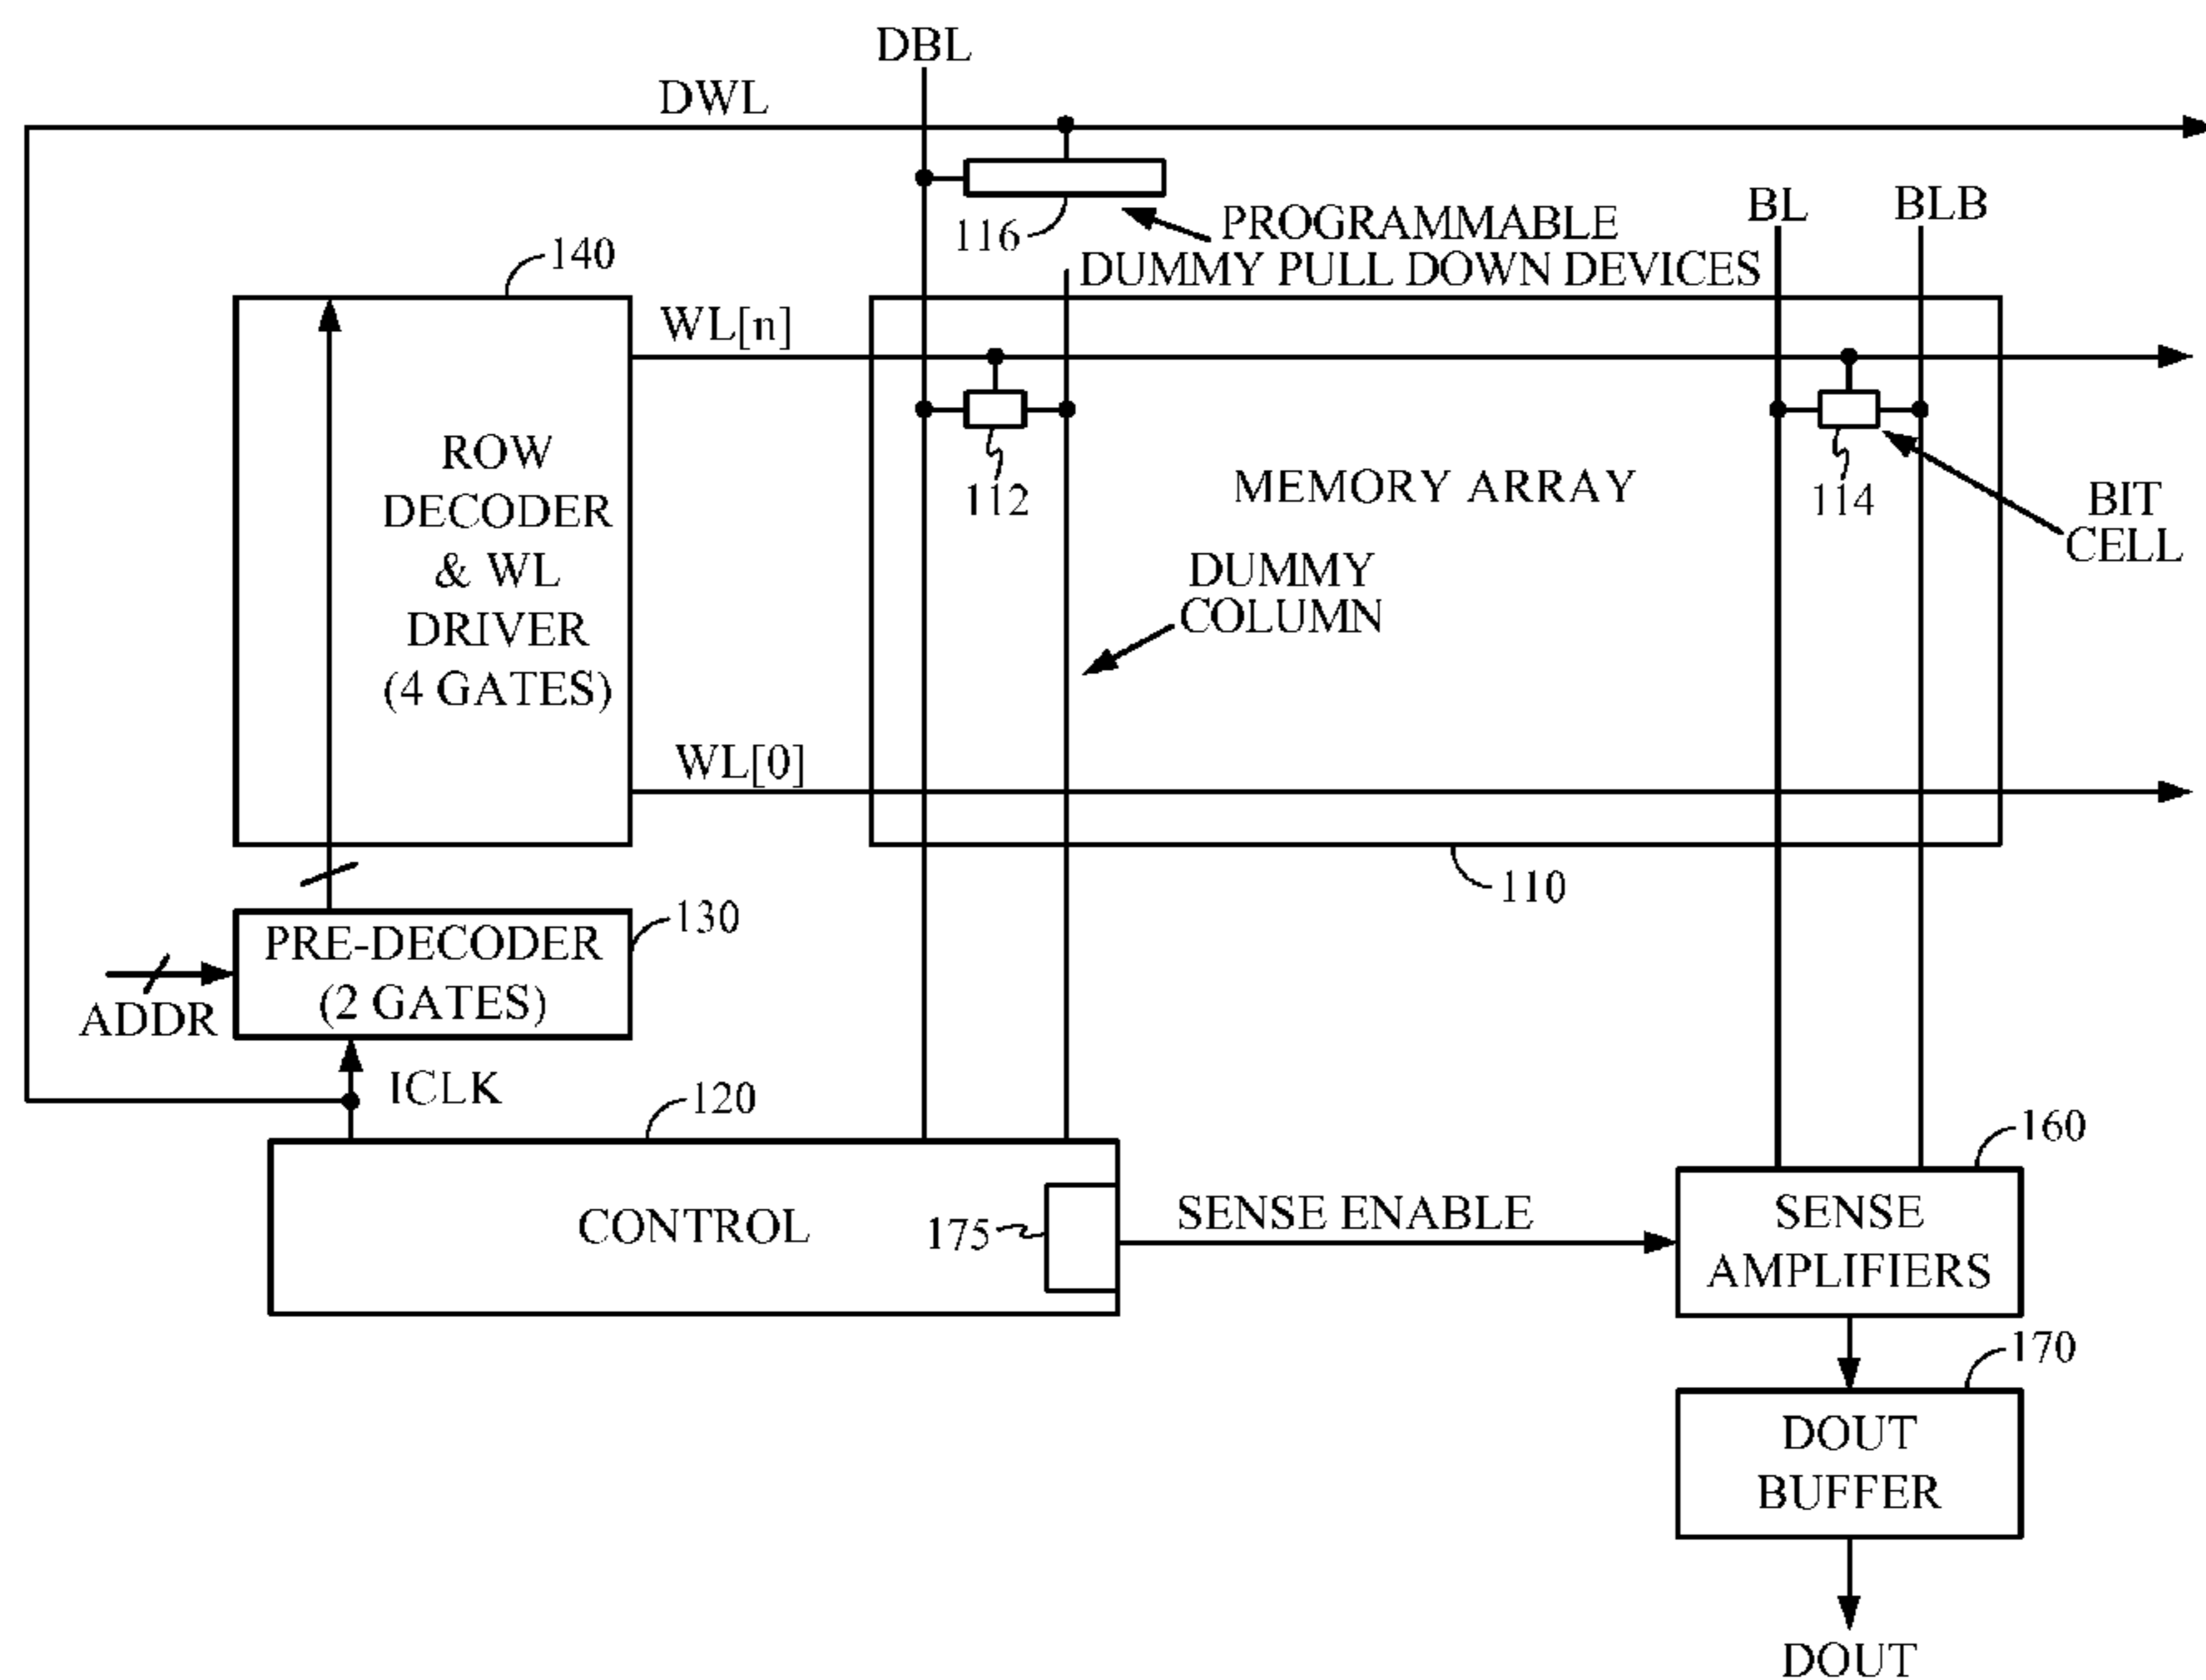 DBL
DWL
116
PROGRAMMABLE
DUMMY PULL DOWN DEVICES
BL
BLB
140
WL[n]
ROW
DECODER
& WL
DRIVER
(4 GATES)
112
MEMORY ARRAY
114
BIT
CELL
DUMMY
COLUMN
WL[0]
110
PRE-DECODER
(2 GATES)
130
ADDR
ICLK
120
CONTROL
175
SENSE ENABLE
160
SENSE
AMPLIFIERS
170
DOUT
BUFFER
DOUT